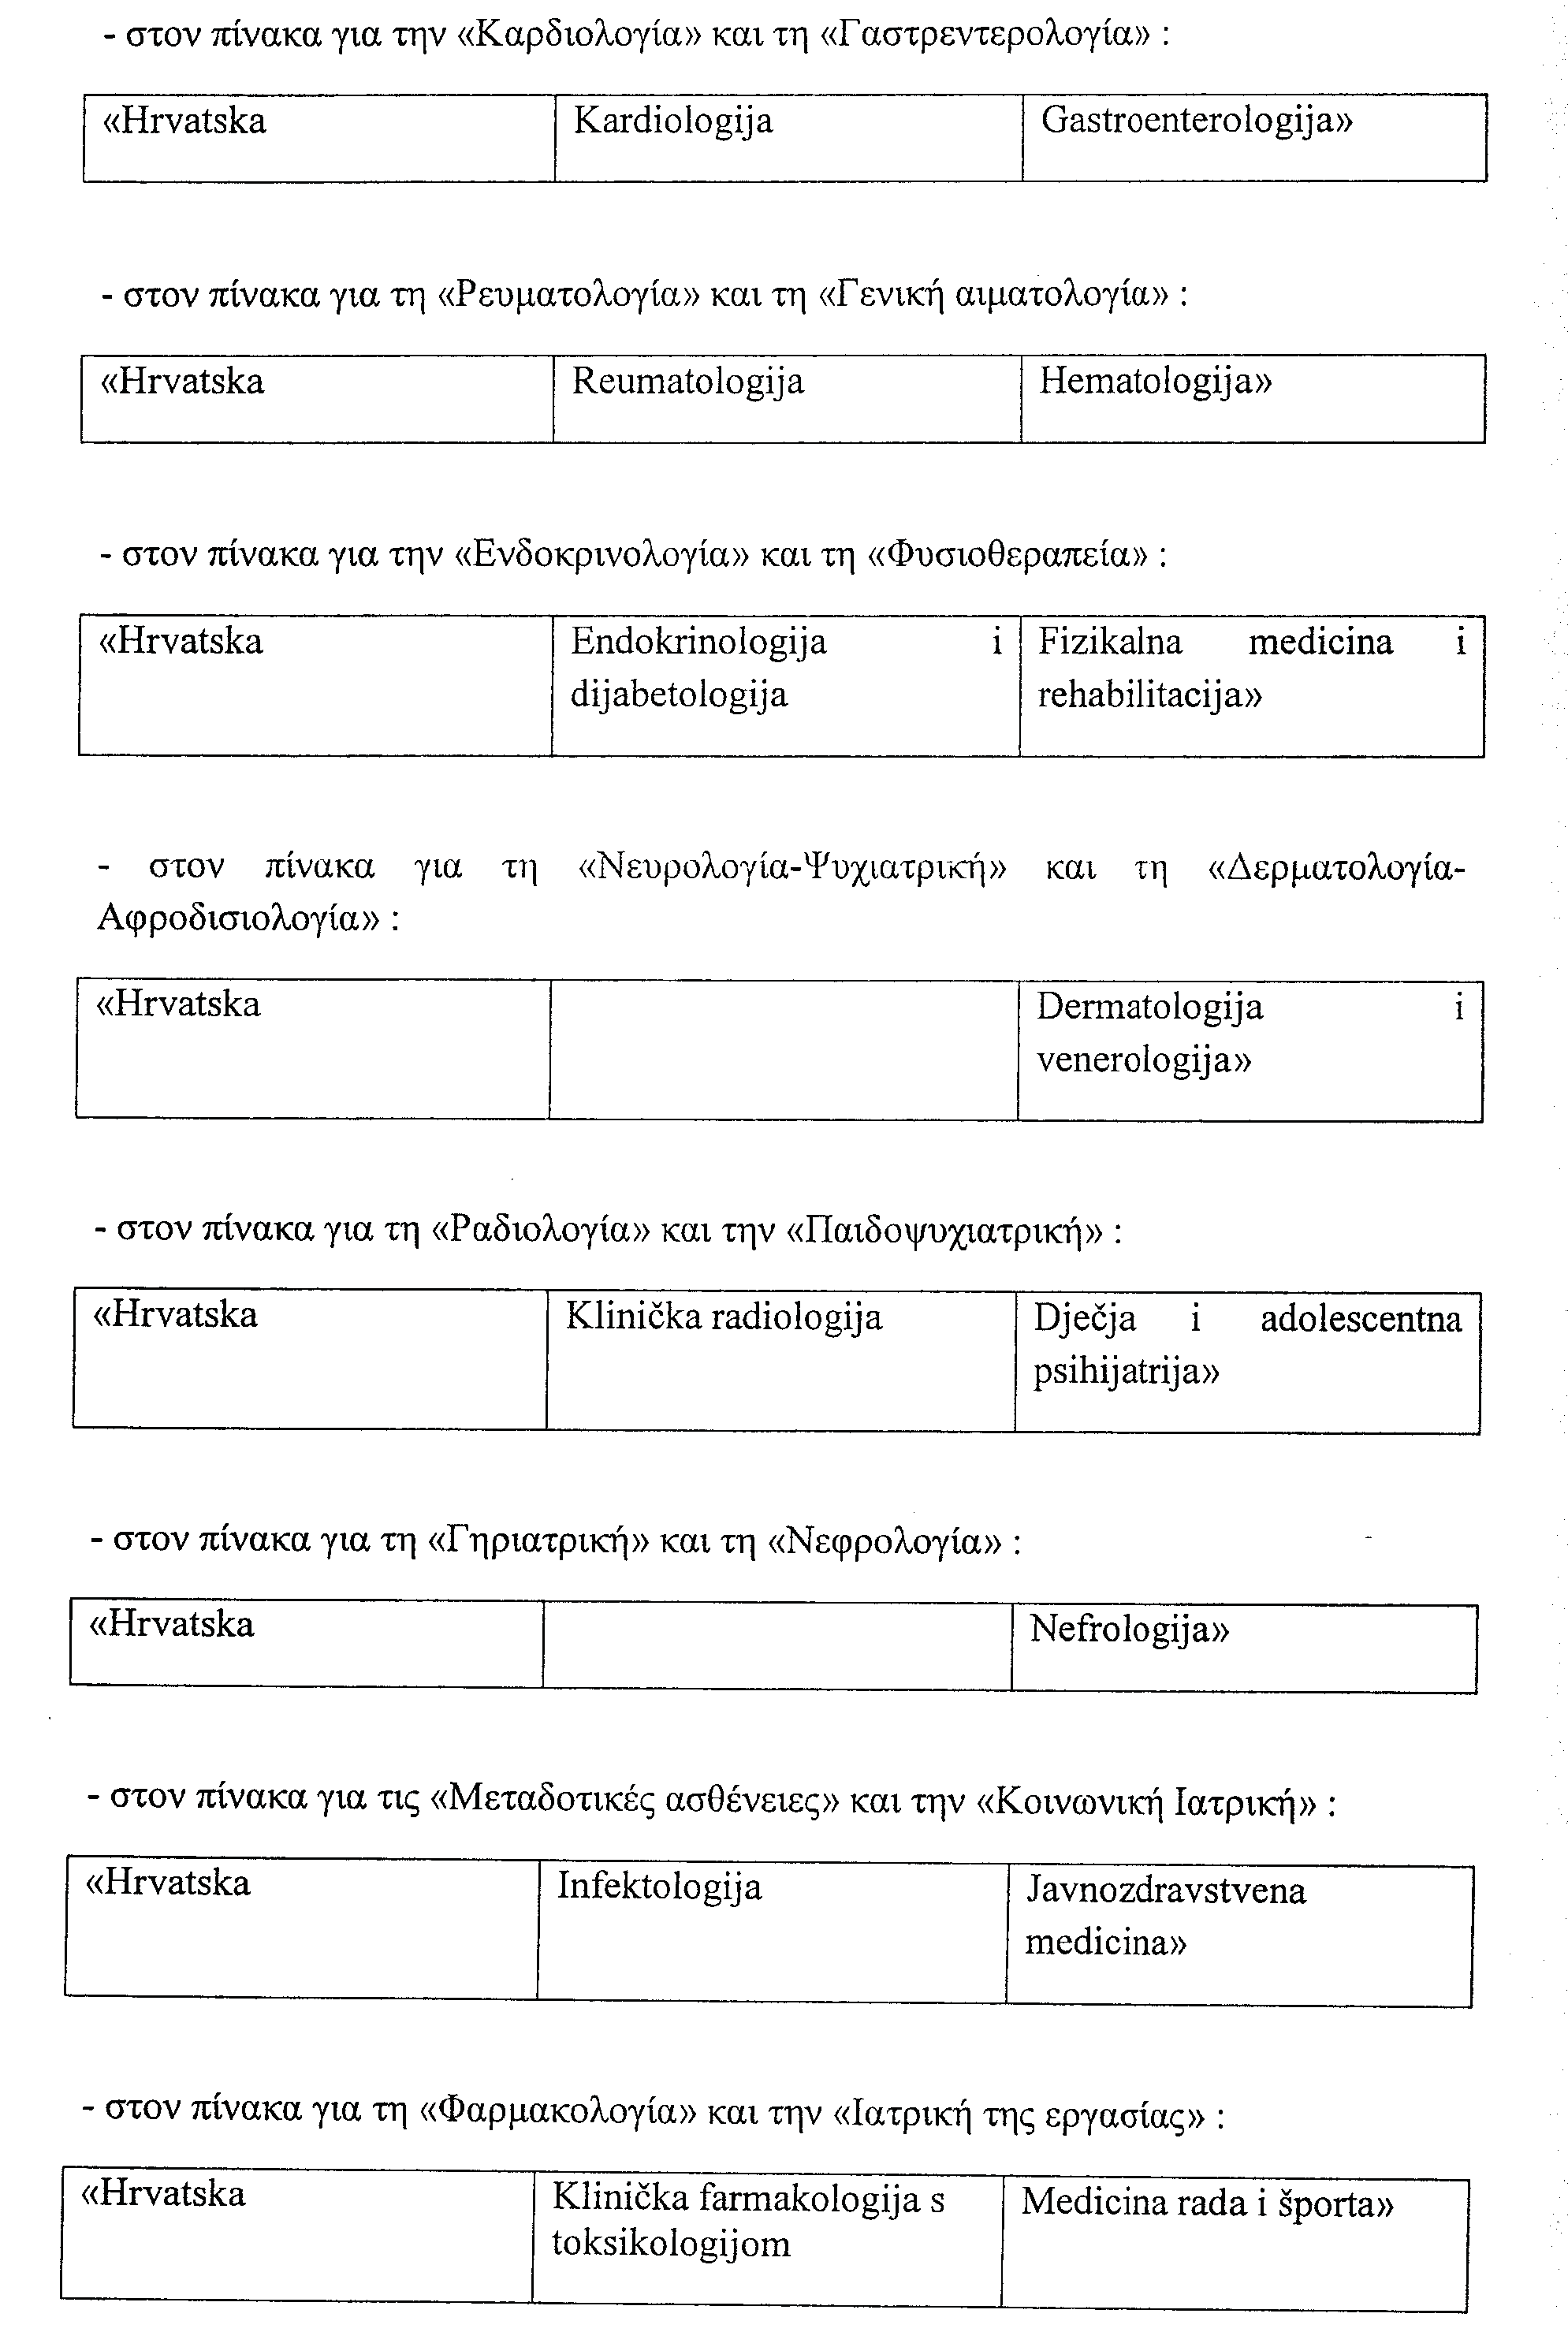 - στον πίνακα για την «Καρδιολογία» και τη «Γαστρεντερολογία» :
«Hrvatska Kardiologija Gastroenterologija»
- στον πίνακα για τη «Ρευματολογία» και τη «Γενική αιματολογία» :
«Hrvatska Reumatologija Hematologija»
- στον πίνακα για την «Ενδοκρινολογία» και τη «Φυσιοθεραπεία» :
«Hrvatska Endokrinologija i Fizikalna medicina i
dijabetologija rehabilitacija»
- στον πίνακα για τη «Νευρολογία-Ψυχιατρική» και τη «Δερματολογία-
Αφροδισιολογία» :
«Hrvatska Dermatologija i
venerologija»
- στον πίνακα για τη «Ραδιολογία» και την «Παιδοψυχιατρική» :
«Hrvatska Klinička radiologija Dječja i adolescentna
psihijatrija»
- στον πίνακα για τη «Γηριατρική» και τη «Νεφρολογία» :
«Hrvatska Nefrologija»
- στον πίνακα για τις «Μεταδοτικές ασθένειες» και την «Κοινωνική Ιατρική» :
«Hrvatska Infektologija Javnozdravstvena
medicina»
- στον πίνακα για τη «Φαρμακολογία» και την «Ιατρική της εργασίας» :
«Hrvatska Klinička farmakologija s Medicina rada i športa»
toksikologijom